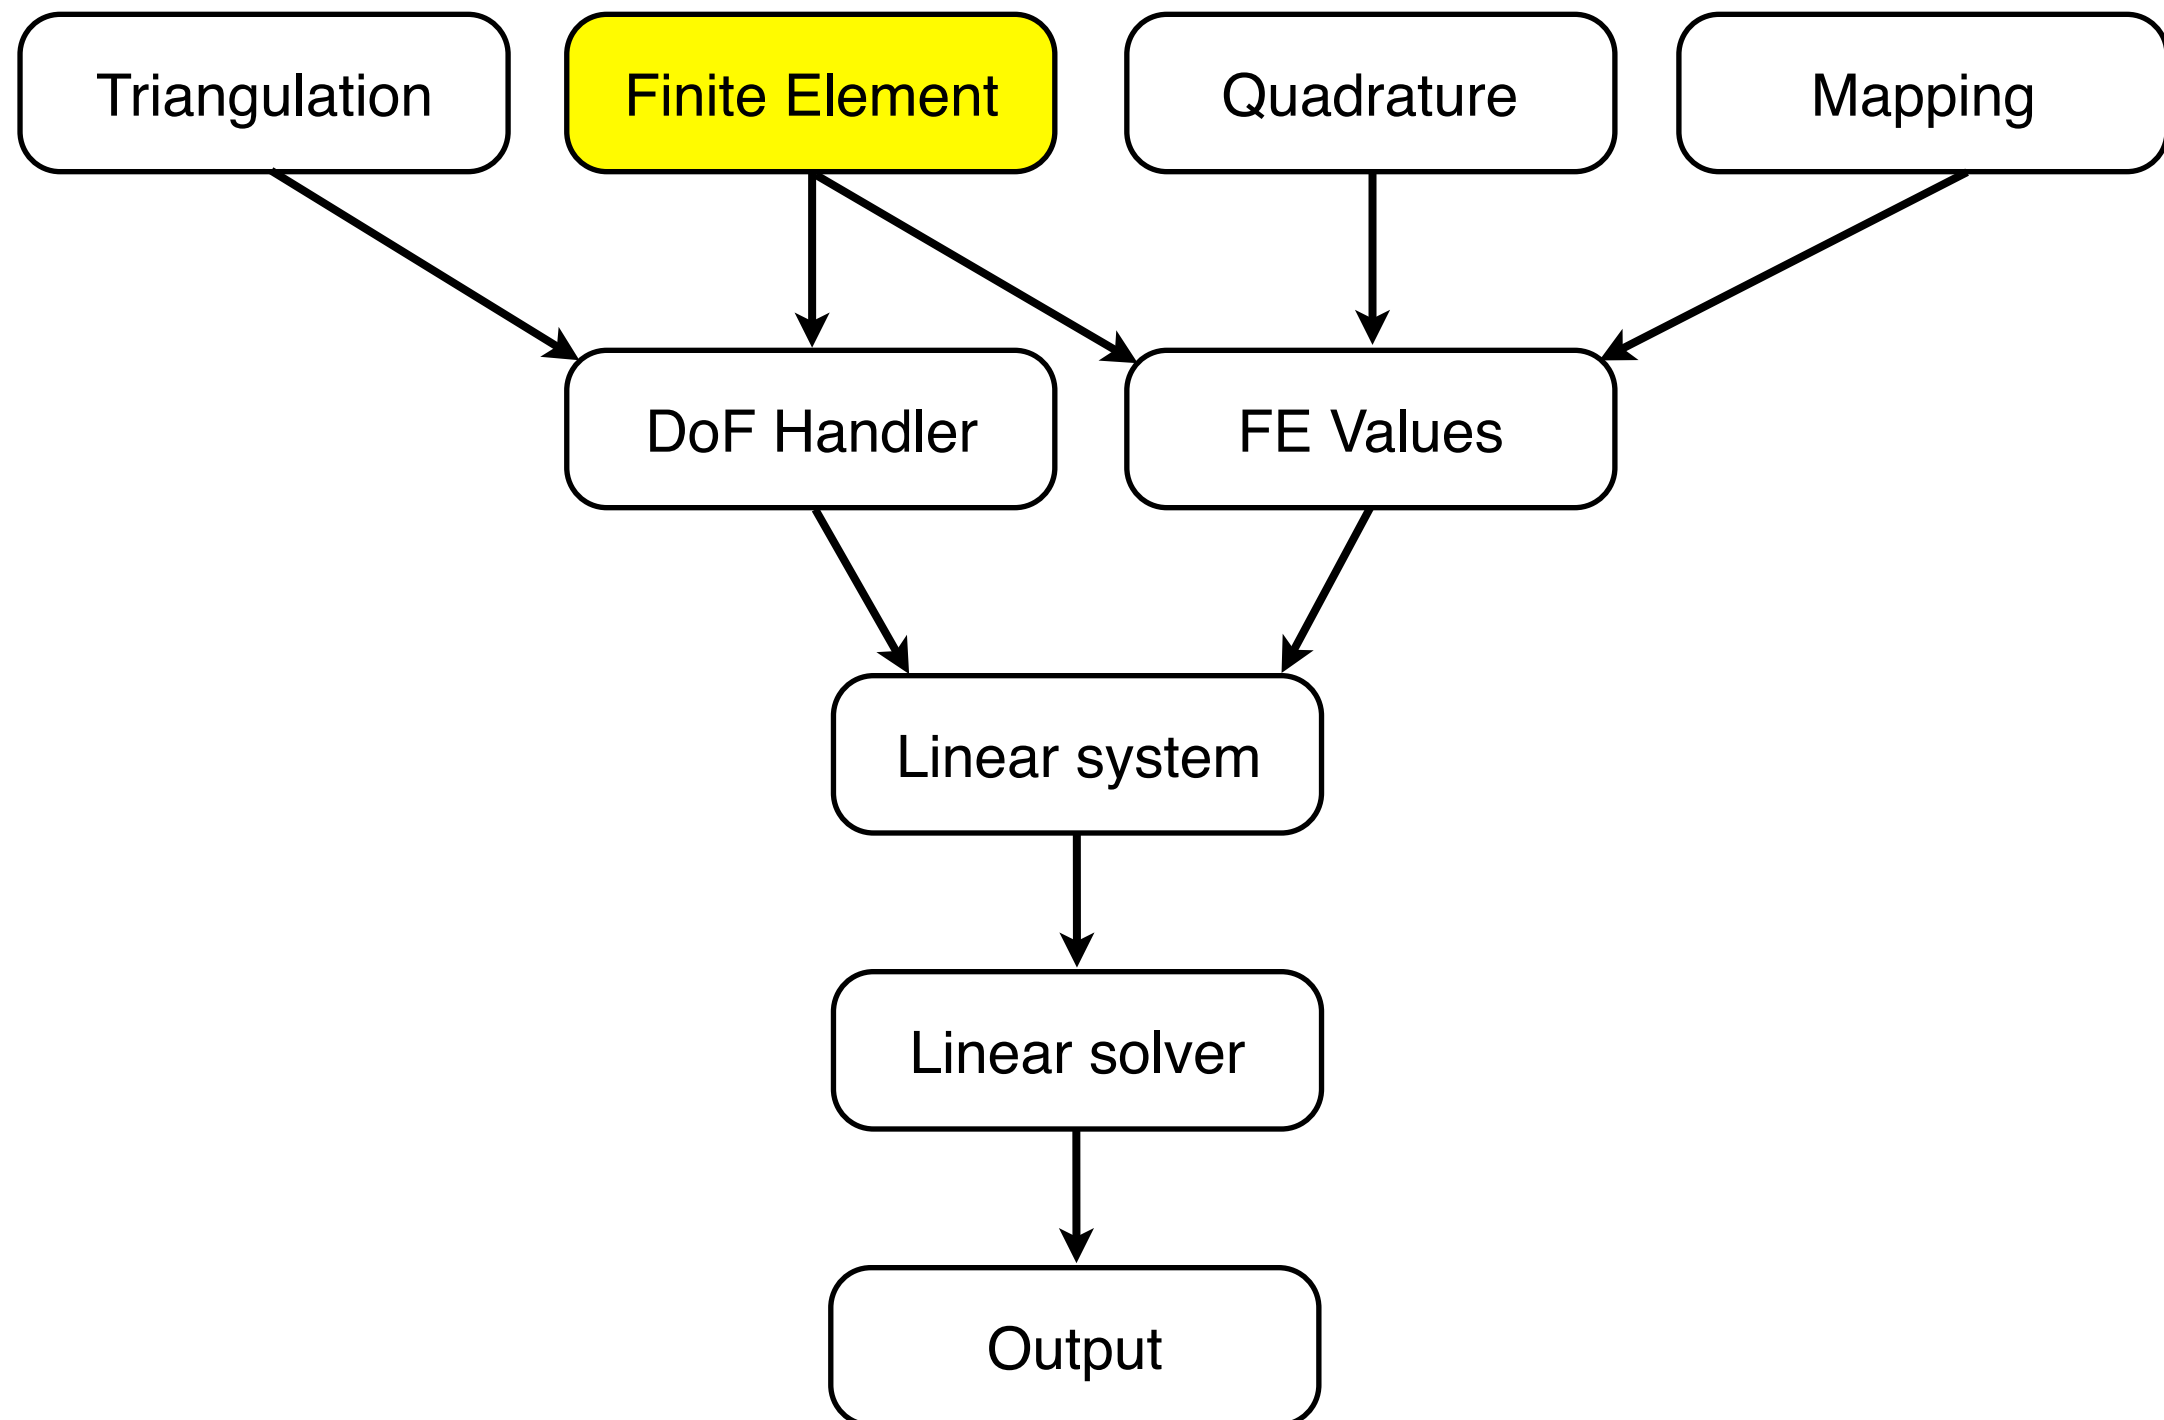 Triangulation
Finite Element
Quadrature
Mapping
DoF Handler
FE Values
Linear system
Linear solver
Output